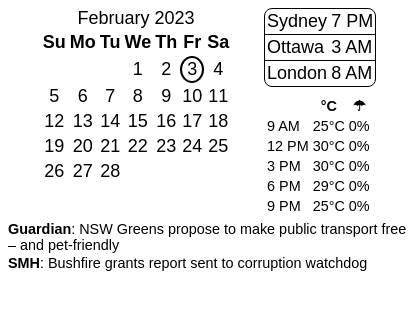 February 2023
Su Mo Tu We Th Fr Sa
1 2 3 4
5 6 7 8 9 10 11
12 13 14 15 16 17 18
19 20 21 22 23 24 25
26 27 28
Sydney 7 PM
Ottawa 3 AM
London 8 AM
°C ☂
9 AM 25°C 0%
12 PM 30°C 0%
3 PM 30°C 0%
6 PM 29°C 0%
9 PM 25°C 0%
Guardian: NSW Greens propose to make public transport free
– and pet-friendly
SMH: Bushfire grants report sent to corruption watchdog